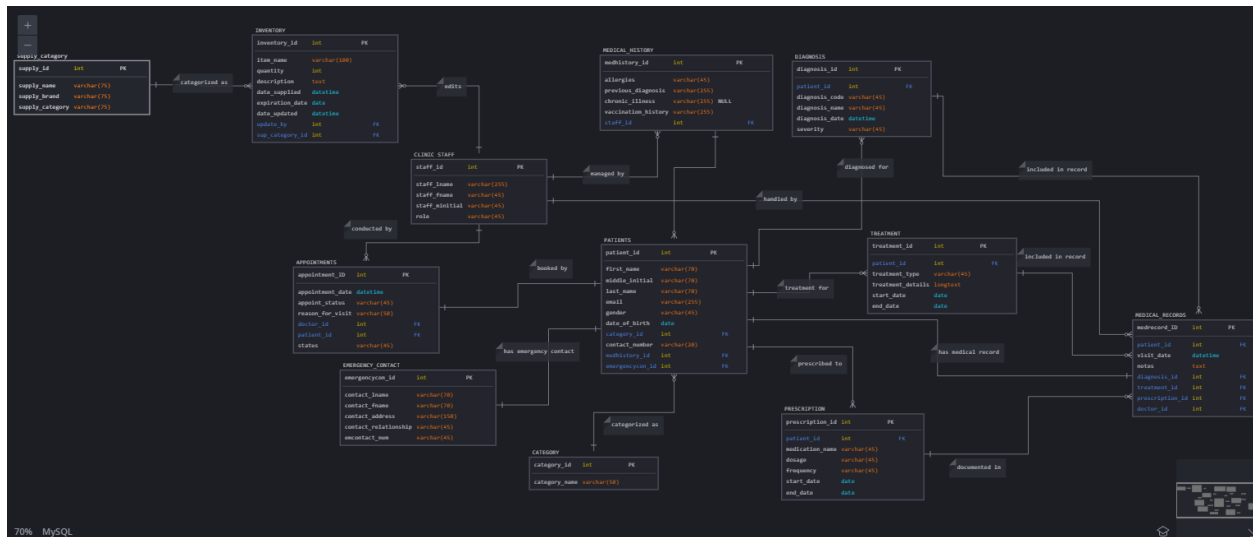 supply_category
supply_id int PK
supply_name varchar(75)
supply_brand varchar(75)
supply_category varchar(75)
categorized as
INVENTORY
inventory_id int PK
item_name varchar(100)
quantity int
description text
date_supplied datetime
expiration_date date
date_updated datetime
update_by int FK
sup_category_id int FK
edits
MEDICAL_HISTORY
medhistory_id int PK
allergies varchar(45)
previous_diagnosis varchar(255)
chronic_illness varchar(255) NULL
vaccination_history varchar(255)
staff_id int FK
DIAGNOSIS
diagnosis_id int PK
patient_id int FK
diagnosis_code varchar(45)
diagnosis_name varchar(45)
diagnosis_date datetime
severity varchar(45)
CLINIC STAFF
staff_id int PK
staff_lname varchar(255)
staff_fname varchar(45)
staff_minitial varchar(45)
role varchar(45)
managed by
handled by
diagnosed for
included in record
conducted by
APPOINTMENTS
appointment_ID int PK
appointment_date datetime
appoint_status varchar(45)
reason_for_visit varchar(50)
doctor_id int FK
patient_id int FK
status varchar(45)
booked by
PATIENTS
patient_id int PK
first_name varchar(70)
middle_initial varchar(70)
last_name varchar(70)
email varchar(255)
gender varchar(45)
date_of_birth date
category_id int FK
contact_number varchar(20)
medhistory_id int FK
emergencycon_id int FK
treatment for
TREATMENT
treatment_id int PK
patient_id int FK
treatment_type varchar(45)
treatment_details longtext
start_date date
end_date date
included in record
MEDICAL_RECORDS
medrecord_ID int PK
patient_id int FK
visit_date datetime
notes text
diagnosis_id int FK
treatment_id int FK
prescription_id int FK
doctor_id int FK
has emergency contact
has medical record
EMERGENCY_CONTACT
emergencycon_id int PK
contact_lname varchar(70)
contact_fname varchar(70)
contact_address varchar(150)
contact_relationship varchar(45)
emcontact_num varchar(45)
prescribed to
categorized as
CATEGORY
category_id int PK
category_name varchar(50)
PRESCRIPTION
prescription_id int PK
patient_id int FK
medication_name varchar(45)
dosage varchar(45)
frequency varchar(45)
start_date date
end_date date
documented in
70% MySQL